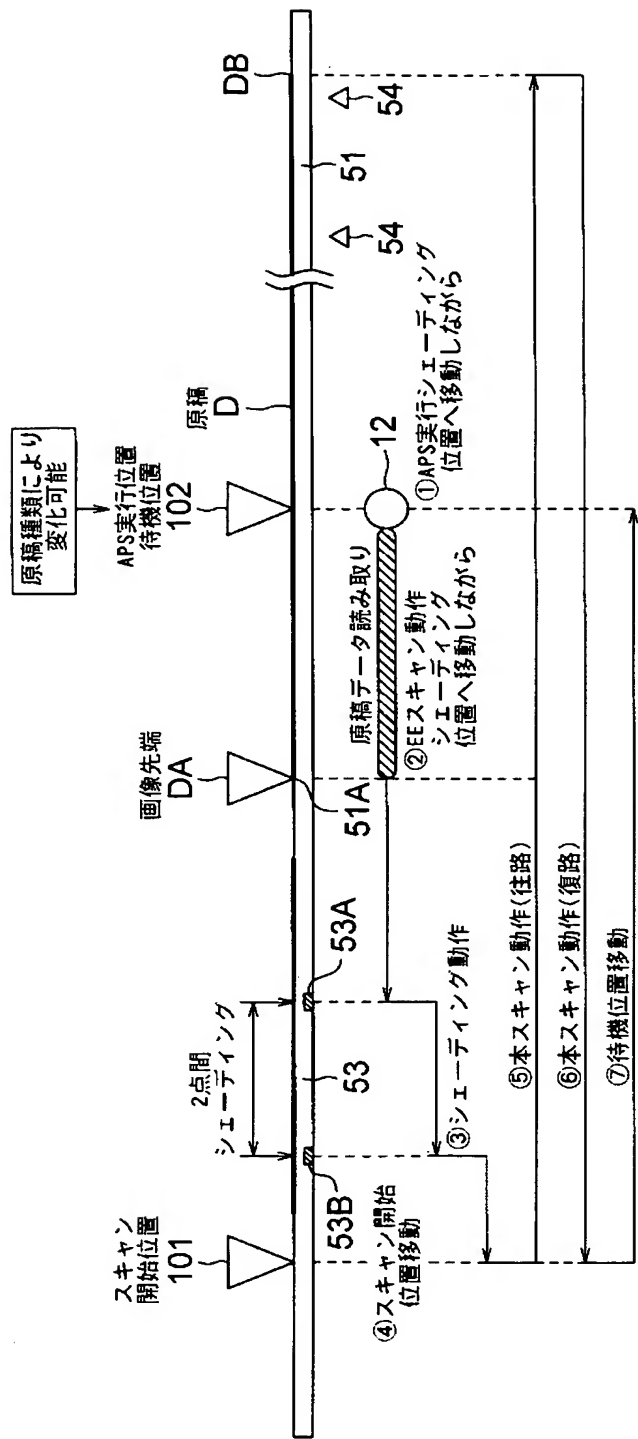 原稿種類により
変化可能
APS実行位置
待機位置
102
原稿
D
DB
51
54
54
画像先端
DA
51A
スキャン
開始位置
101
2点間
シェーディング
53A
53
53B
12
①APS実行シェーディング
位置へ移動しながら
原稿データ読み取り
②EEスキャン動作
シェーディング
位置へ移動しながら
③シェーディング動作
④スキャン開始
位置移動
⑤本スキャン動作(往路)
⑥本スキャン動作(復路)
⑦待機位置移動